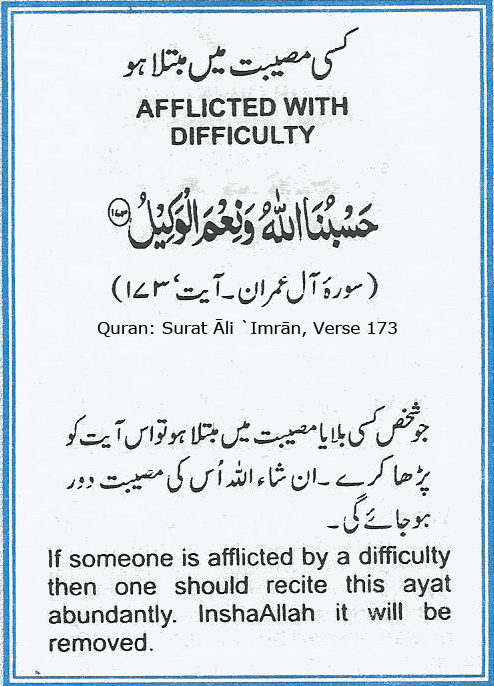 کسی مصیبت میں مبتلا ہو
AFFLICTED WITH
DIFFICULTY
حَسْبُنَا اللّٰهُ وَنِعْمَ الْوَكِيْلُ ﴿۱۷۳﴾
(سورۂ آل عمران۔ آیت، ۱۷۳)
Quran: Surat Āli `Imrān, Verse 173
جو شخص کسی بلا یا مصیبت میں مبتلا ہو تو اس آیت کو
پڑھا کرے۔ ان شاء اللہ اُس کی مصیبت دور
ہو جائے گی۔
If someone is afflicted by a difficulty
then one should recite this ayat
abundantly. InshaAllah it will be
removed.